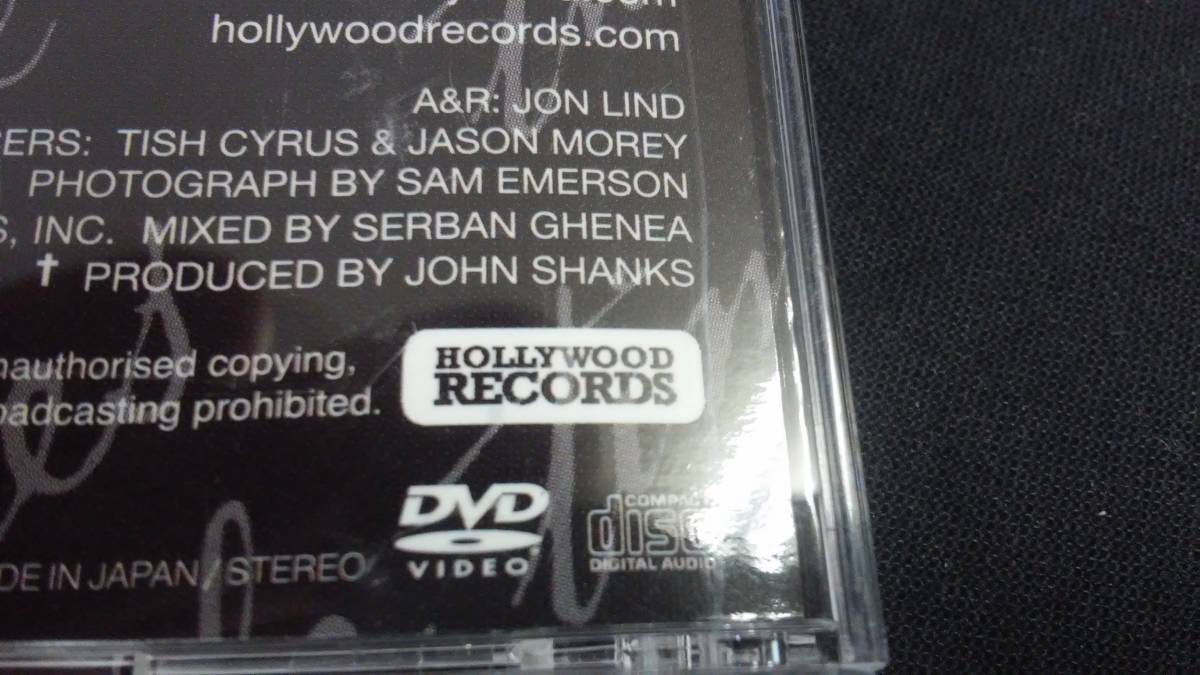 hollywoodrecords.com
A&R: JON LIND
CERS: TISH CYRUS & JASON MOREY
PHOTOGRAPH BY SAM EMERSON
S, INC. MIXED BY SERBAN GHENEA
† PRODUCED BY JOHN SHANKS
nauthorised copying,
oadcasting prohibited.
HOLLYWOOD
RECORDS
DVD
VIDEO
COMPACT
disc
DIGITAL AUDIO
DE IN JAPAN/STEREO